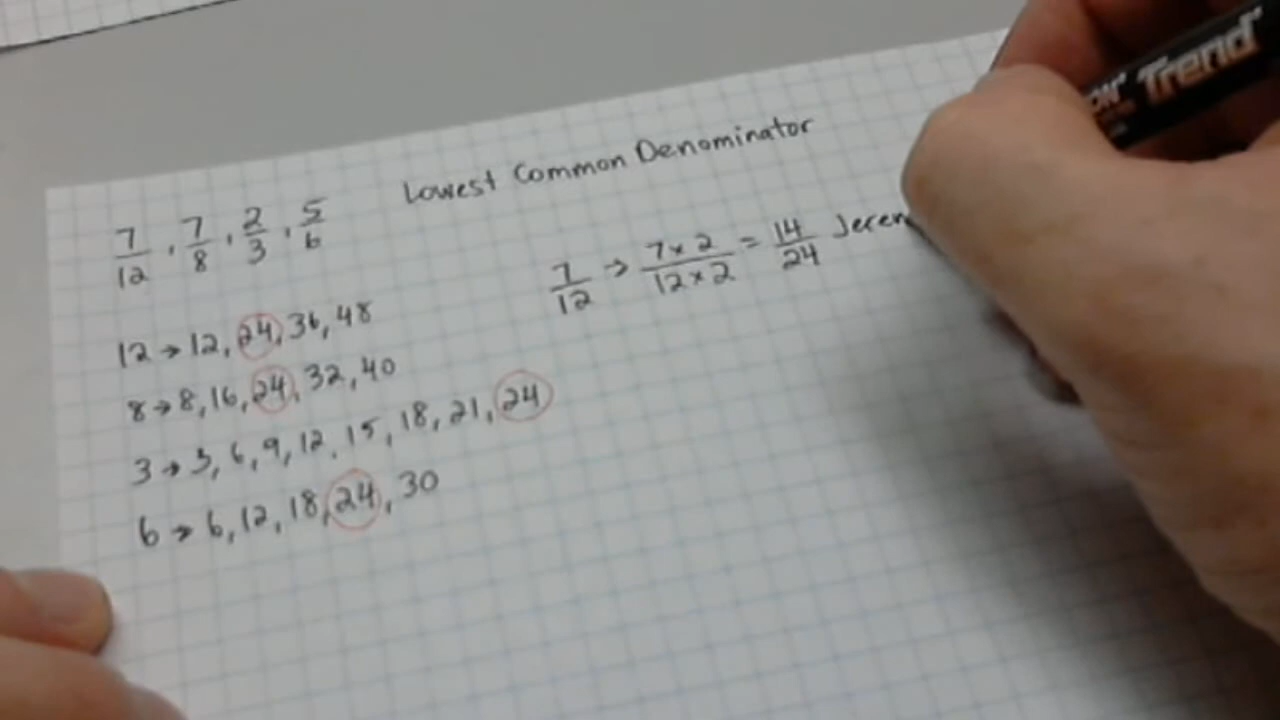 Lowest Common Denominator
7/12, 7/8, 2/3, 5/6
7/12 → 7×2/12×2 = 14/24
12 → 12, 24, 36, 48
8 → 8, 16, 24, 32, 40
3 → 3, 6, 9, 12, 15, 18, 21, 24
6 → 6, 12, 18, 24, 30
Trend